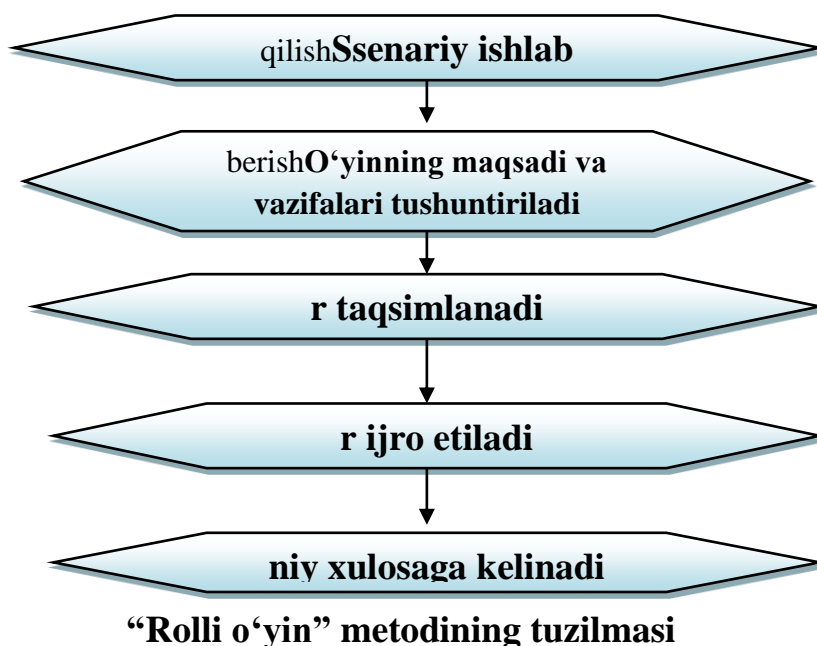 qilishSsenariy ishlab
berishO‘yinning maqsadi va
vazifalari tushuntiriladi
r taqsimlanadi
r ijro etiladi
niy xulosaga kelinadi
“Rolli o‘yin” metodining tuzilmasi